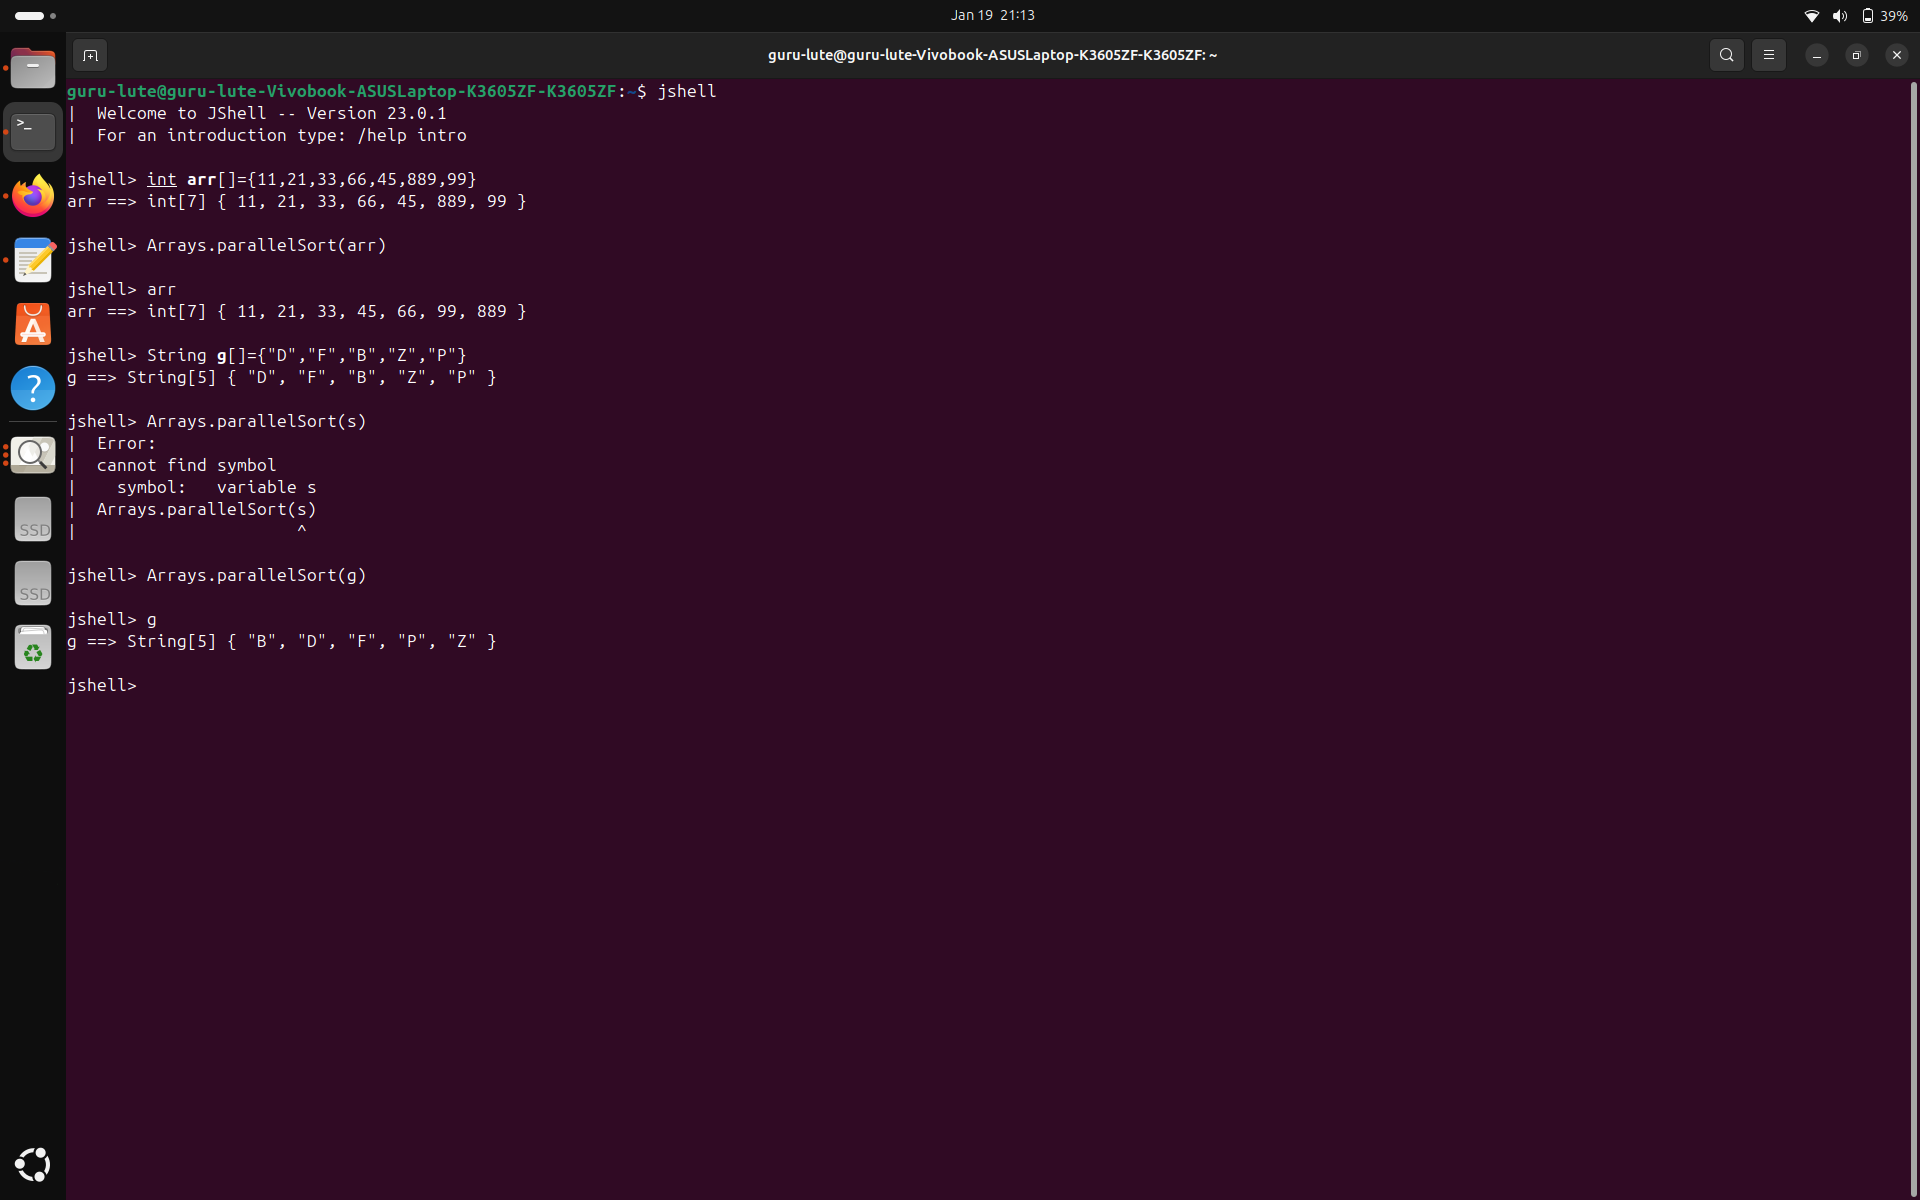 Jan 19 21:13
39%
guru-lute@guru-lute-Vivobook-ASUSLaptop-K3605ZF-K3605ZF: ~
guru-lute@guru-lute-Vivobook-ASUSLaptop-K3605ZF-K3605ZF:~$ jshell
|  Welcome to JShell -- Version 23.0.1
|  For an introduction type: /help intro
jshell> int arr[]={11,21,33,66,45,889,99}
arr ==> int[7] { 11, 21, 33, 66, 45, 889, 99 }
jshell> Arrays.parallelSort(arr)
jshell> arr
arr ==> int[7] { 11, 21, 33, 45, 66, 99, 889 }
jshell> String g[]={"D","F","B","Z","P"}
g ==> String[5] { "D", "F", "B", "Z", "P" }
jshell> Arrays.parallelSort(s)
|  Error:
|  cannot find symbol
|    symbol:   variable s
|  Arrays.parallelSort(s)
|                      ^
jshell> Arrays.parallelSort(g)
jshell> g
g ==> String[5] { "B", "D", "F", "P", "Z" }
jshell>
SSD
SSD